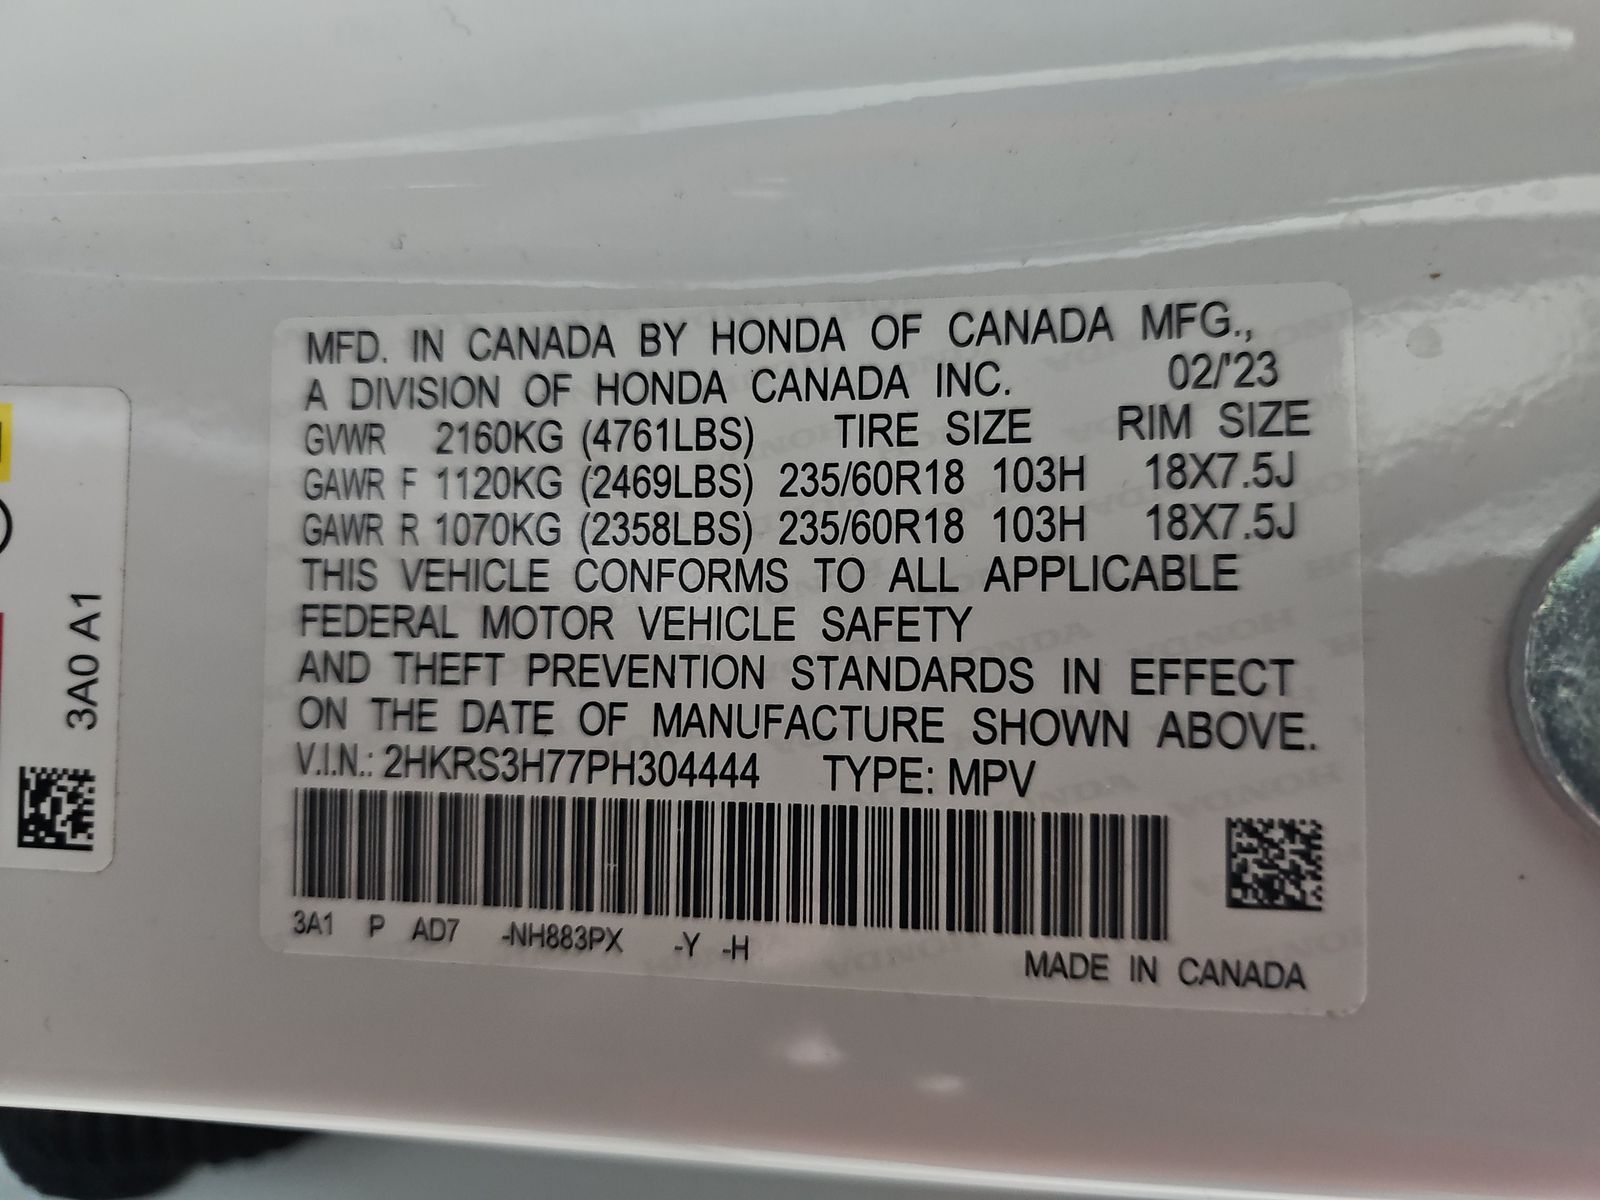 MFD. IN CANADA BY HONDA OF CANADA MFG.,
A DIVISION OF HONDA CANADA INC. 02/'23
GVWR 2160KG (4761LBS) TIRE SIZE RIM SIZE
GAWR F 1120KG (2469LBS) 235/60R18 103H 18X7.5J
GAWR R 1070KG (2358LBS) 235/60R18 103H 18X7.5J
THIS VEHICLE CONFORMS TO ALL APPLICABLE
FEDERAL MOTOR VEHICLE SAFETY
AND THEFT PREVENTION STANDARDS IN EFFECT
ON THE DATE OF MANUFACTURE SHOWN ABOVE.
V.I.N.: 2HKRS3H77PH304444 TYPE: MPV
3A1 P AD7 -NH883PX -Y -H
MADE IN CANADA
3A0 A1